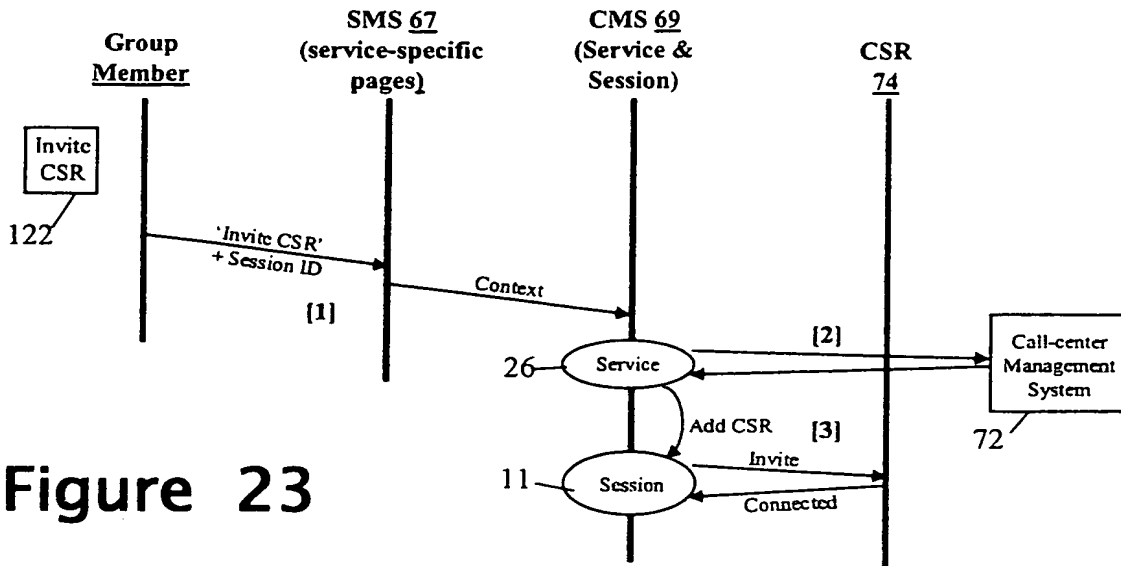 Group
Member
SMS 67
(service-specific
pages)
CMS 69
(Service &
Session)
CSR
74
Invite
CSR
122
'Invite CSR'
+ Session ID
[1]
Context
[2]
Call-center
Management
System
72
26
Service
Add CSR
[3]
Invite
11
Session
Connected
Figure 23